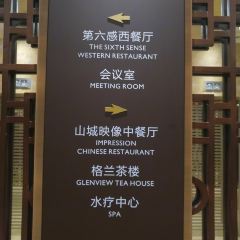 第六感西餐厅
THE SIXTH SENSE
WESTERN RESTAURANT
会议室
MEETING ROOM
山城映像中餐厅
IMPRESSION
CHINESE RESTAURANT
格兰茶楼
GLENVIEW TEA HOUSE
水疗中心
SPA